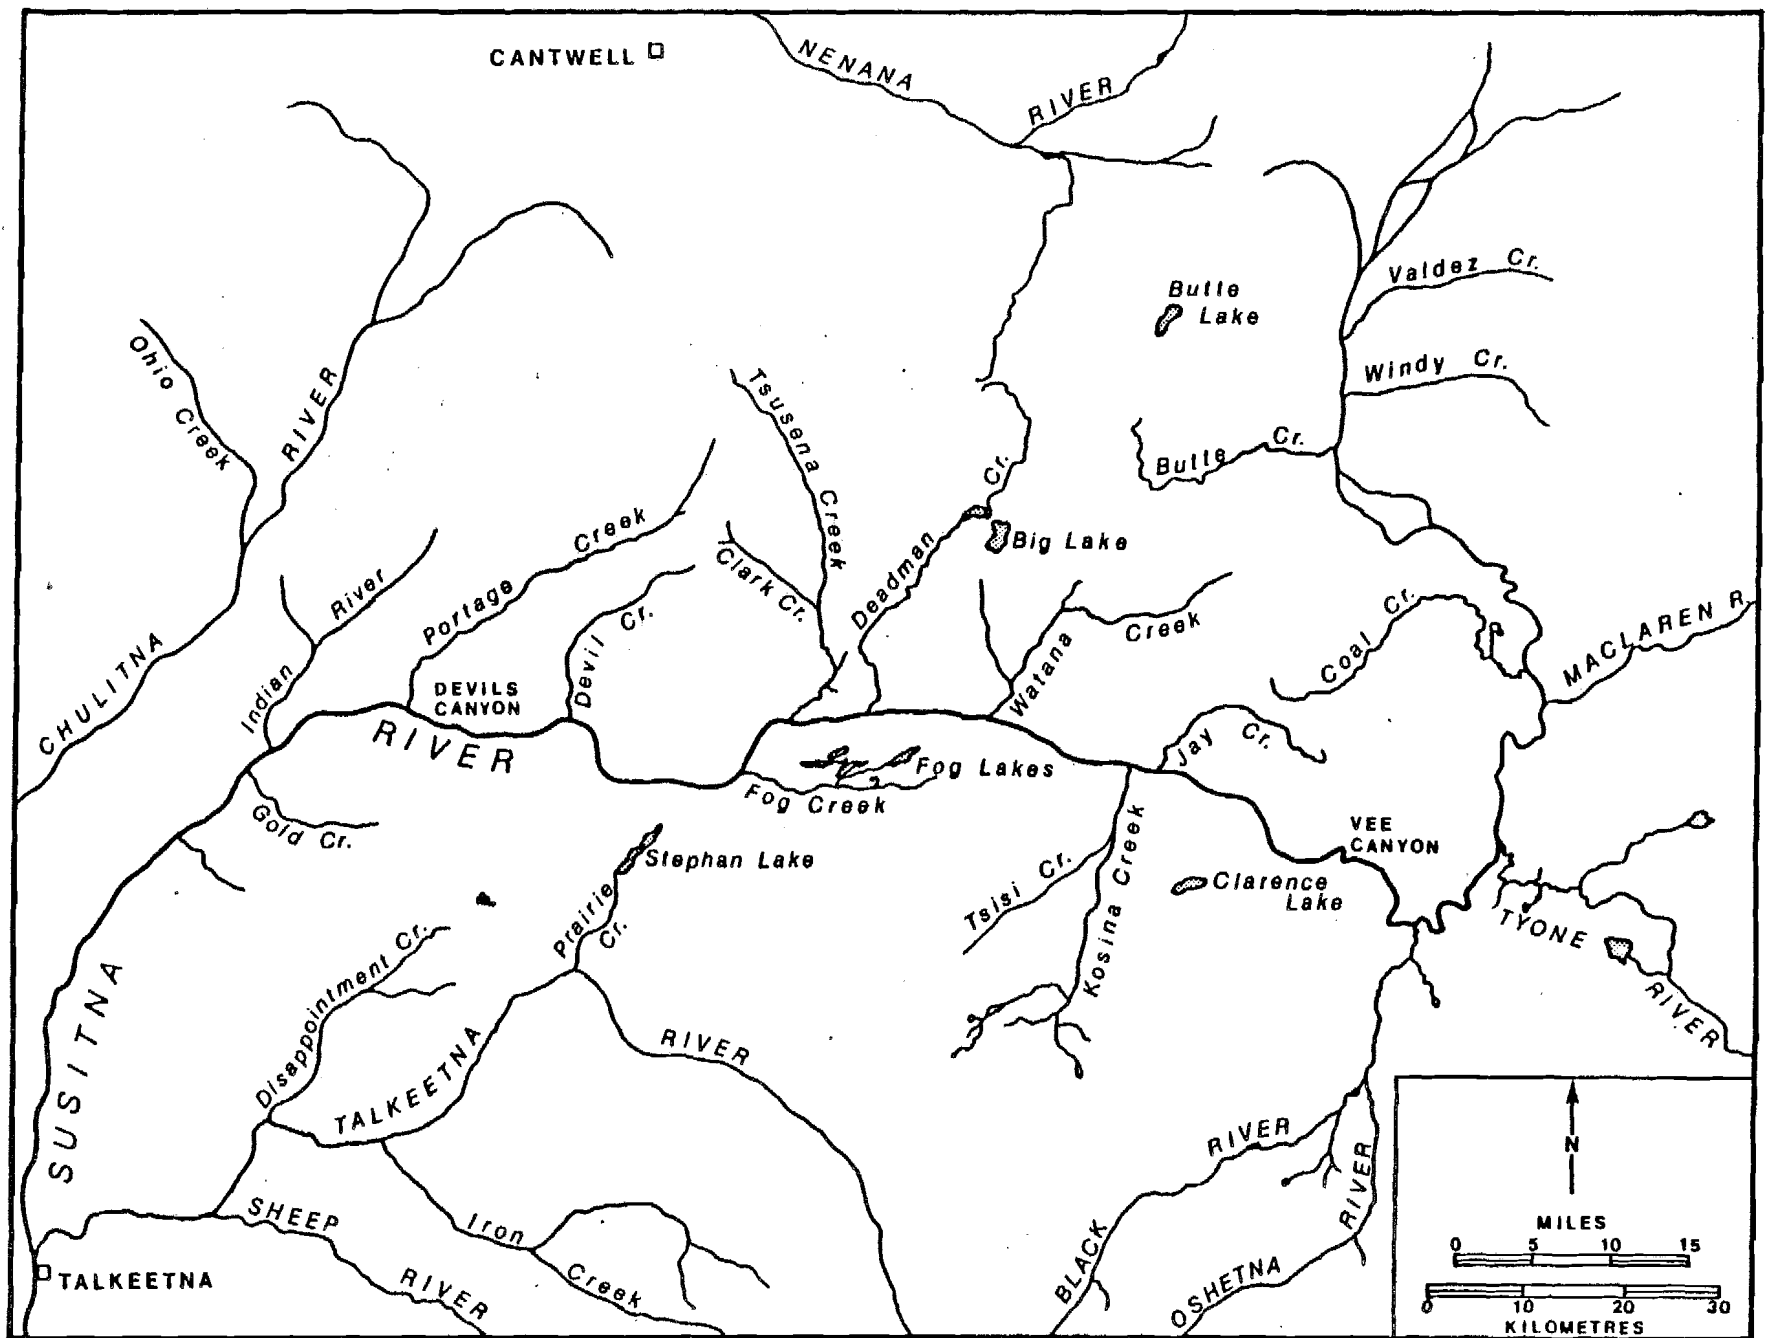 CANTWELL
NENANA
RIVER
Valdez Cr.
Butte
Lake
Windy Cr.
Ohio Creek
RIVER
Tsusena Creek
Butte Cr.
Deadman Cr.
Big Lake
Portage Creek
Clark Cr.
Indian River
Devil Cr.
Watana Creek
Coal Cr.
MACLAREN R.
CHULITNA
DEVILS
CANYON
RIVER
Jay Cr.
Fog Lakes
Fog Creek
Gold Cr.
VEE
CANYON
Stephan Lake
Tsisi Cr.
Kosina Creek
Clarence
Lake
Prairie
Cr.
TYONE
RIVER
Disappointment Cr.
SUSITNA
TALKEETNA
RIVER
RIVER
BLACK
RIVER
OSHETNA
SHEEP
RIVER
Iron
Creek
TALKEETNA
N
MILES
0 5 10 15
0 10 20 30
KILOMETRES